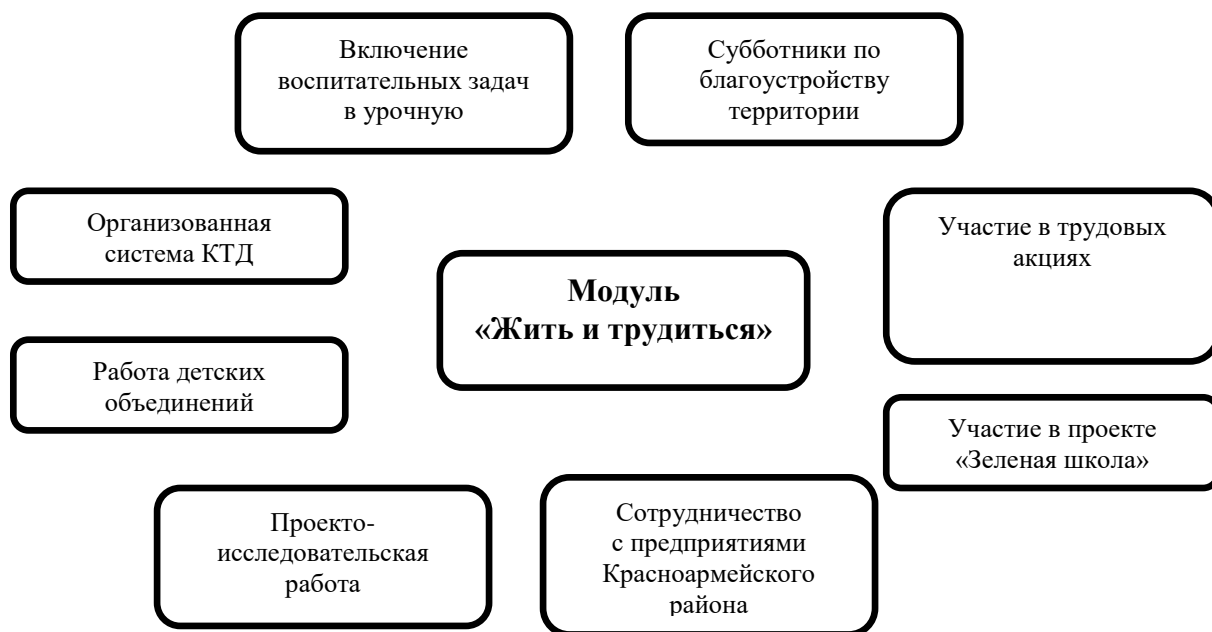 Включение
воспитательных задач
в урочную
Субботники по
благоустройству
территории
Организованная
система КТД
Участие в трудовых
акциях
Модуль
«Жить и трудиться»
Работа детских
объединений
Участие в проекте
«Зеленая школа»
Проекто-
исследовательская
работа
Сотрудничество
с предприятиями
Красноармейского
района